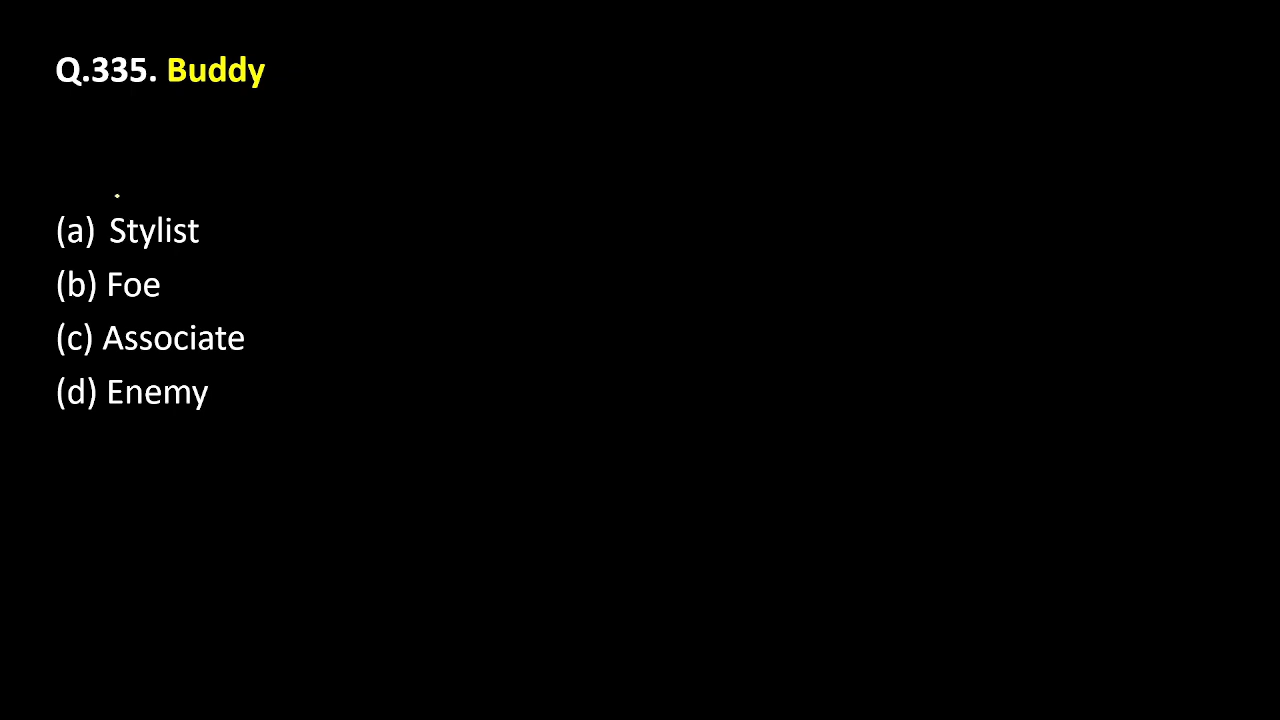 Q.335. Buddy
(a) Stylist
(b) Foe
(c) Associate
(d) Enemy